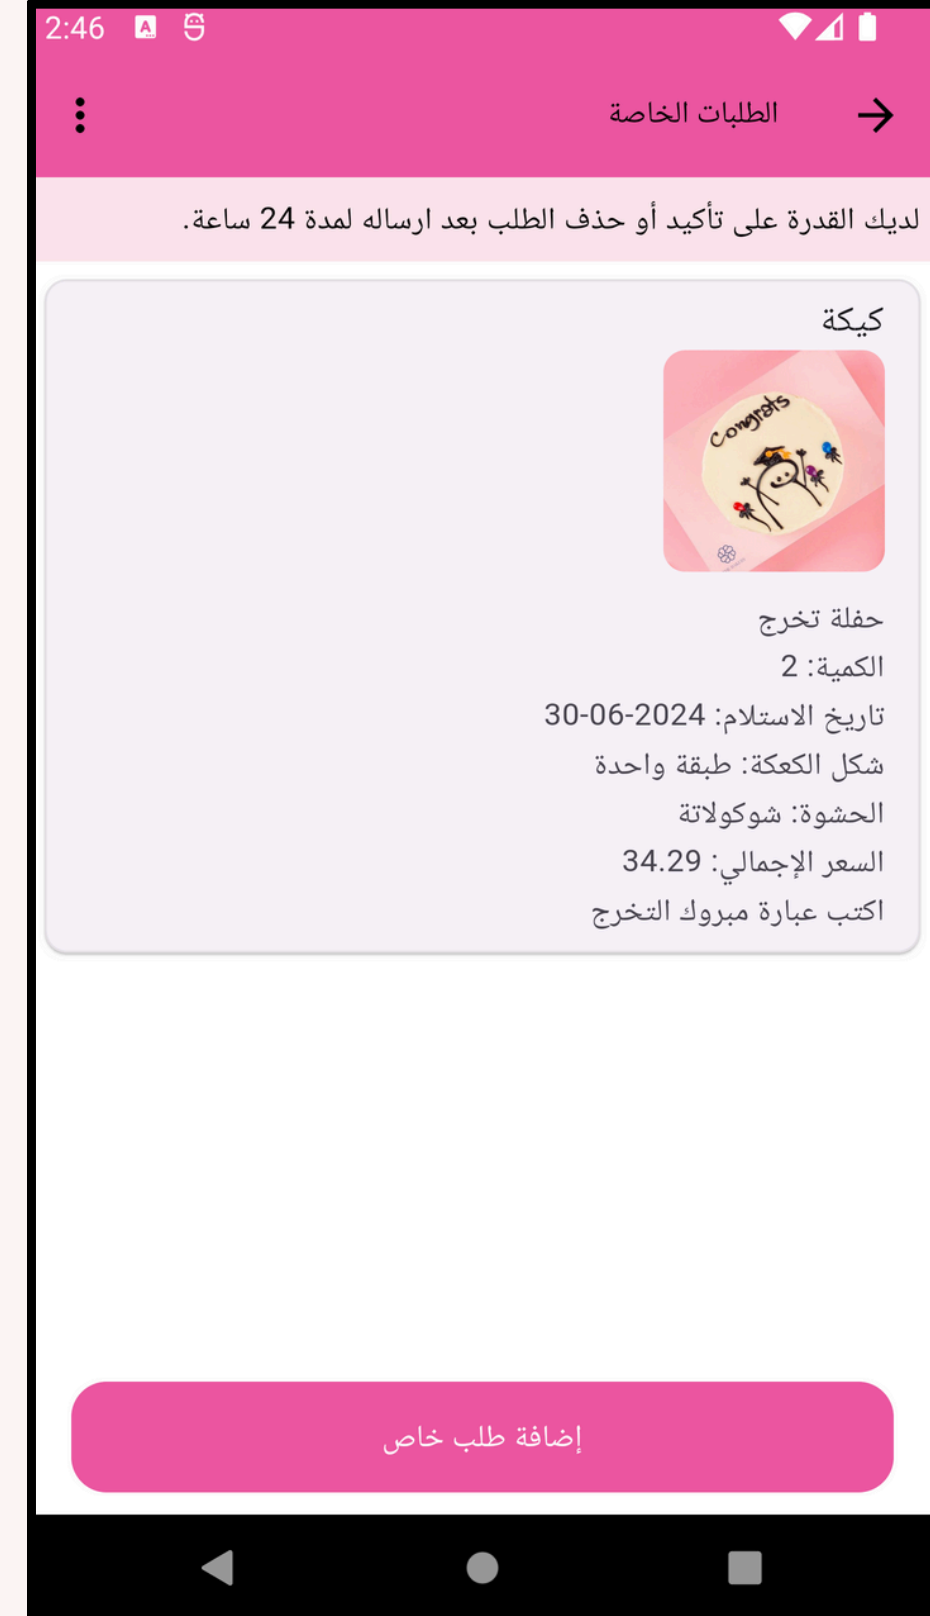 2:46
الطلبات الخاصة
لديك القدرة على تأكيد أو حذف الطلب بعد ارساله لمدة 24 ساعة.
كيكة
Congrats
حفلة تخرج
الكمية: 2
تاريخ الاستلام: 2024-06-30
شكل الكعكة: طبقة واحدة
الحشوة: شوكولاتة
السعر الإجمالي: 34.29
اكتب عبارة مبروك التخرج
إضافة طلب خاص